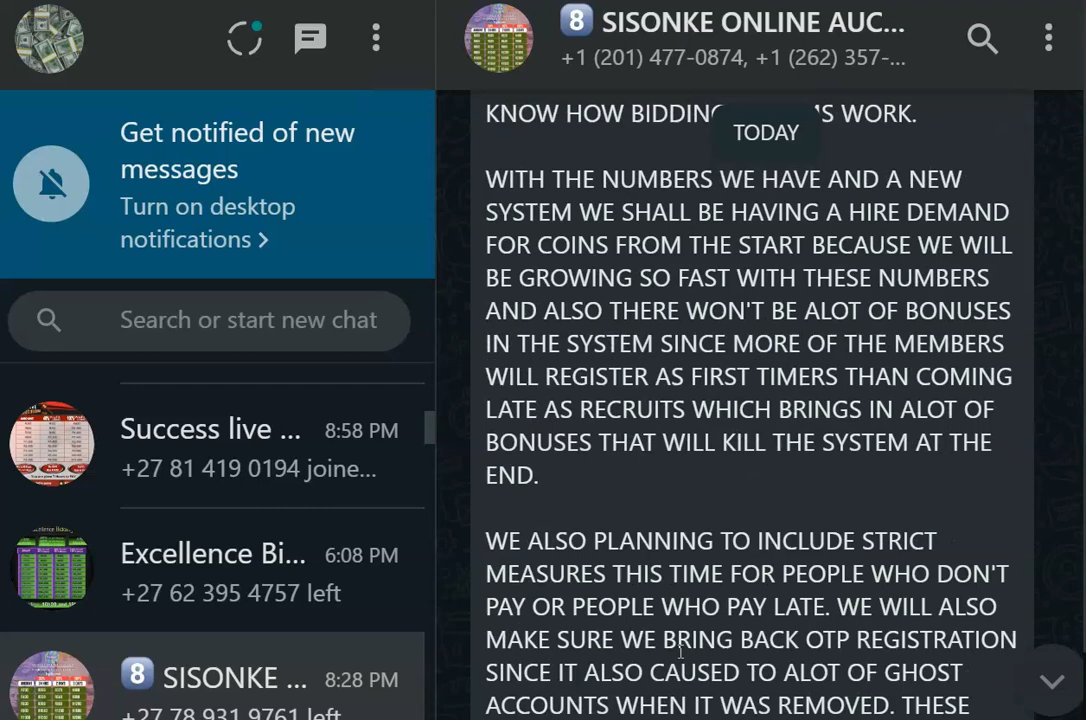 8 SISONKE ONLINE AUC...
+1 (201) 477-0874, +1 (262) 357-...
Get notified of new
messages
Turn on desktop
notifications >
Search or start new chat
Success live ... 8:58 PM
+27 81 419 0194 joine...
Excellence Bi... 6:08 PM
+27 62 395 4757 left
8 SISONKE ... 8:28 PM
+27 78 931 9761 left
KNOW HOW BIDDING WORK.
TODAY
WITH THE NUMBERS WE HAVE AND A NEW
SYSTEM WE SHALL BE HAVING A HIRE DEMAND
FOR COINS FROM THE START BECAUSE WE WILL
BE GROWING SO FAST WITH THESE NUMBERS
AND ALSO THERE WON'T BE ALOT OF BONUSES
IN THE SYSTEM SINCE MORE OF THE MEMBERS
WILL REGISTER AS FIRST TIMERS THAN COMING
LATE AS RECRUITS WHICH BRINGS IN ALOT OF
BONUSES THAT WILL KILL THE SYSTEM AT THE
END.
WE ALSO PLANNING TO INCLUDE STRICT
MEASURES THIS TIME FOR PEOPLE WHO DON'T
PAY OR PEOPLE WHO PAY LATE. WE WILL ALSO
MAKE SURE WE BRING BACK OTP REGISTRATION
SINCE IT ALSO CAUSED TO ALOT OF GHOST
ACCOUNTS WHEN IT WAS REMOVED. THESE